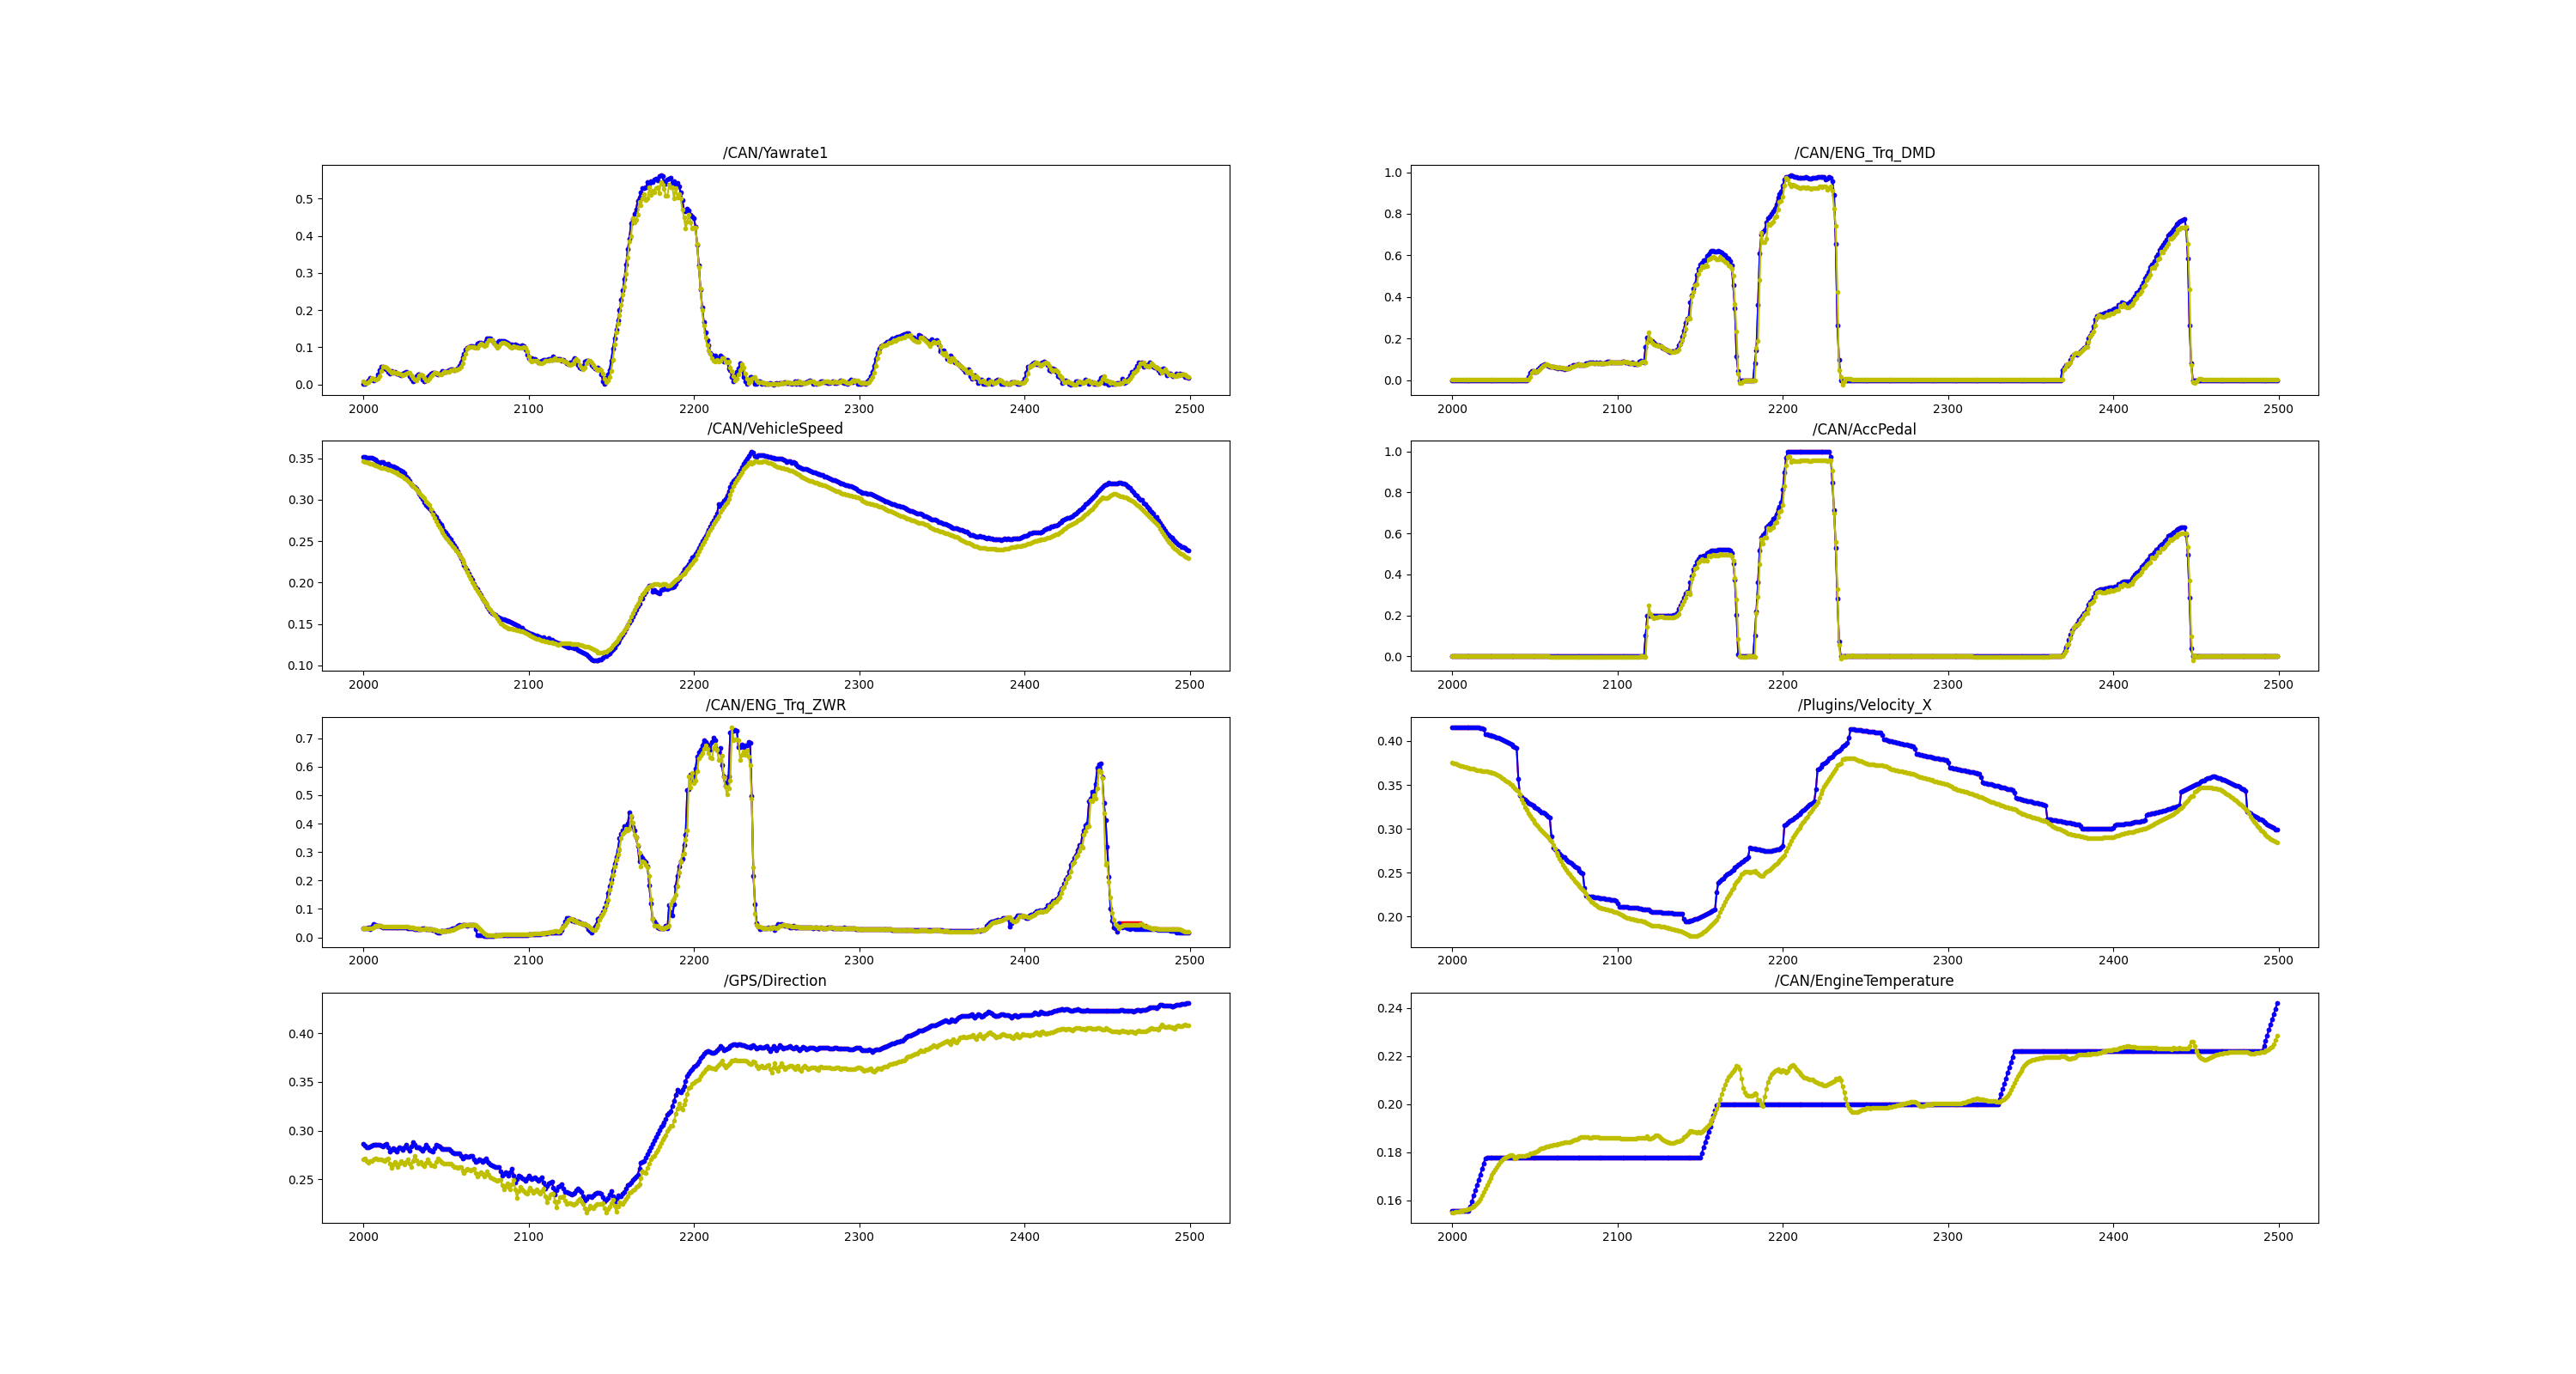 /CAN/Yawrate1
0.5
0.4
0.3
0.2
0.1
0.0
2000 2100 2200 2300 2400 2500
/CAN/ENG_Trq_DMD
1.0
0.8
0.6
0.4
0.2
0.0
2000 2100 2200 2300 2400 2500
/CAN/VehicleSpeed
0.35
0.30
0.25
0.20
0.15
0.10
2000 2100 2200 2300 2400 2500
/CAN/AccPedal
1.0
0.8
0.6
0.4
0.2
0.0
2000 2100 2200 2300 2400 2500
/CAN/ENG_Trq_ZWR
0.7
0.6
0.5
0.4
0.3
0.2
0.1
0.0
2000 2100 2200 2300 2400 2500
/Plugins/Velocity_X
0.40
0.35
0.30
0.25
0.20
2000 2100 2200 2300 2400 2500
/GPS/Direction
0.40
0.35
0.30
0.25
2000 2100 2200 2300 2400 2500
/CAN/EngineTemperature
0.24
0.22
0.20
0.18
0.16
2000 2100 2200 2300 2400 2500